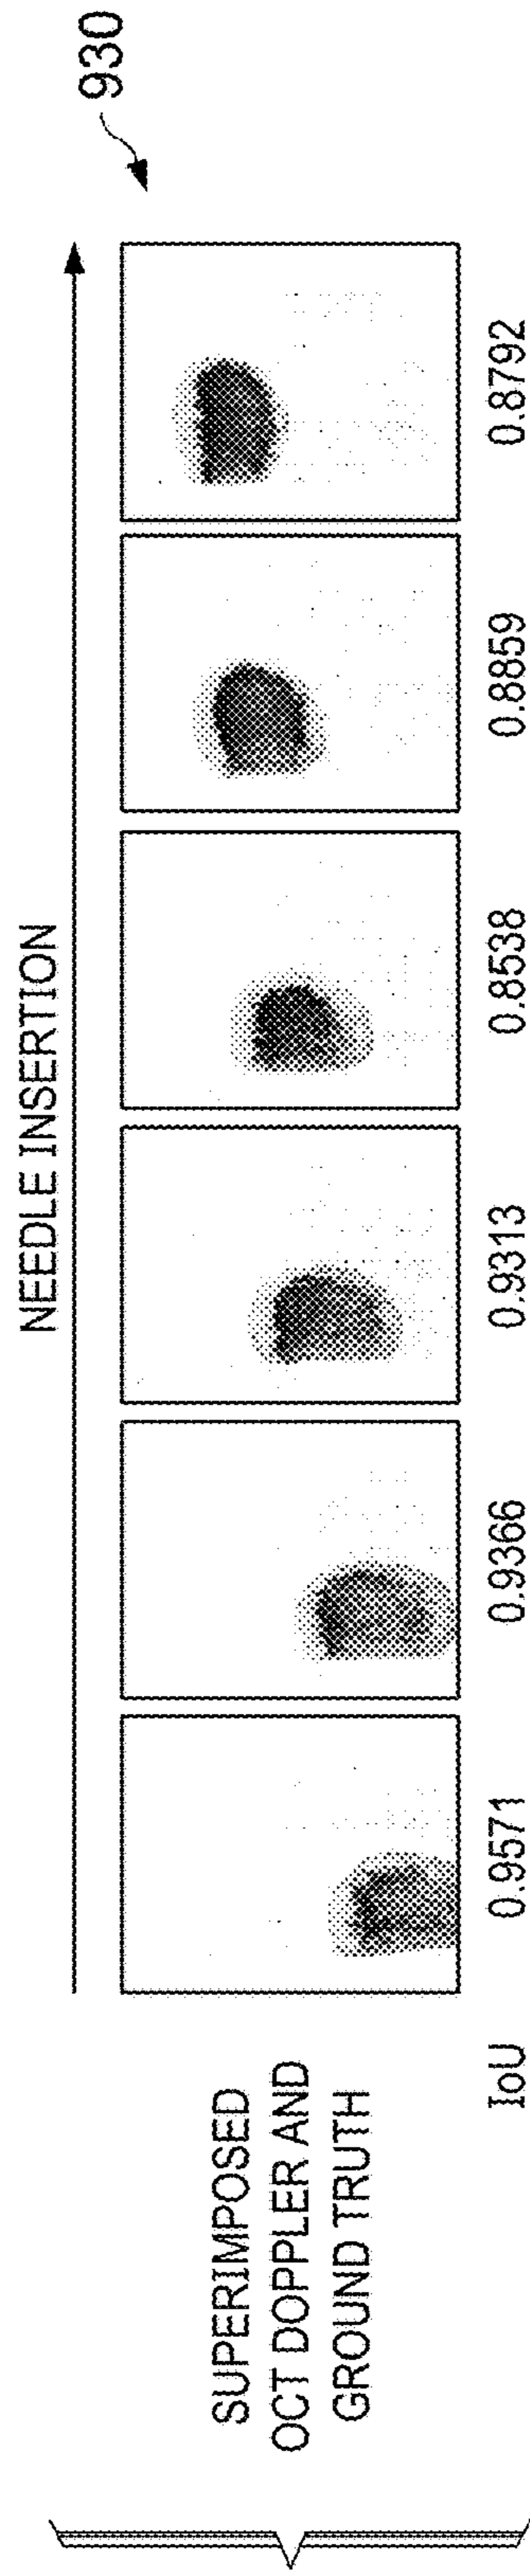 930
NEEDLE INSERTION
SUPERIMPOSED
OCT DOPPLER AND
GROUND TRUTH
IoU 0.9571 0.9366 0.9313 0.8538 0.8859 0.8792